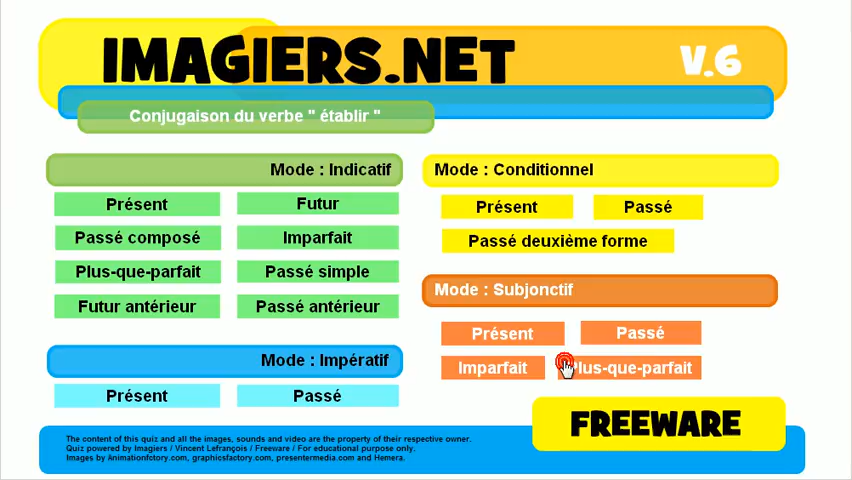 IMAGIERS.NET
V.6
Conjugaison du verbe " établir "
Mode : Indicatif
Présent
Futur
Passé composé
Imparfait
Plus-que-parfait
Passé simple
Futur antérieur
Passé antérieur
Mode : Impératif
Présent
Passé
Mode : Conditionnel
Présent
Passé
Passé deuxième forme
Mode : Subjonctif
Présent
Passé
Imparfait
Plus-que-parfait
FREEWARE
The content of this quiz and all the images, sounds and video are the property of their respective owner.
Quiz powered by Imagiers / Vincent Lefrançois / Freeware / For educational purpose only.
Images by Animationfctory.com, graphicsfactory.com, presentermedia.com and Hemera.